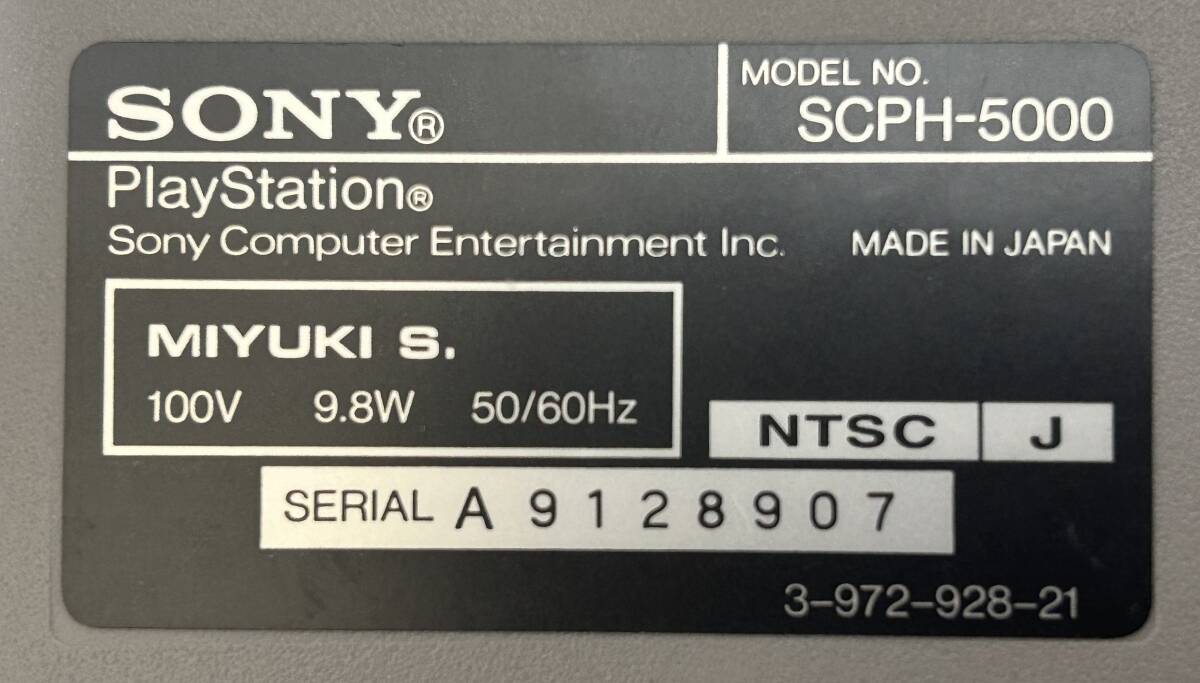 SONY®
MODEL NO.
SCPH-5000
PlayStation®
Sony Computer Entertainment Inc. MADE IN JAPAN
MIYUKI S.
100V 9.8W 50/60Hz
NTSC J
SERIAL A 9128907
3-972-928-21